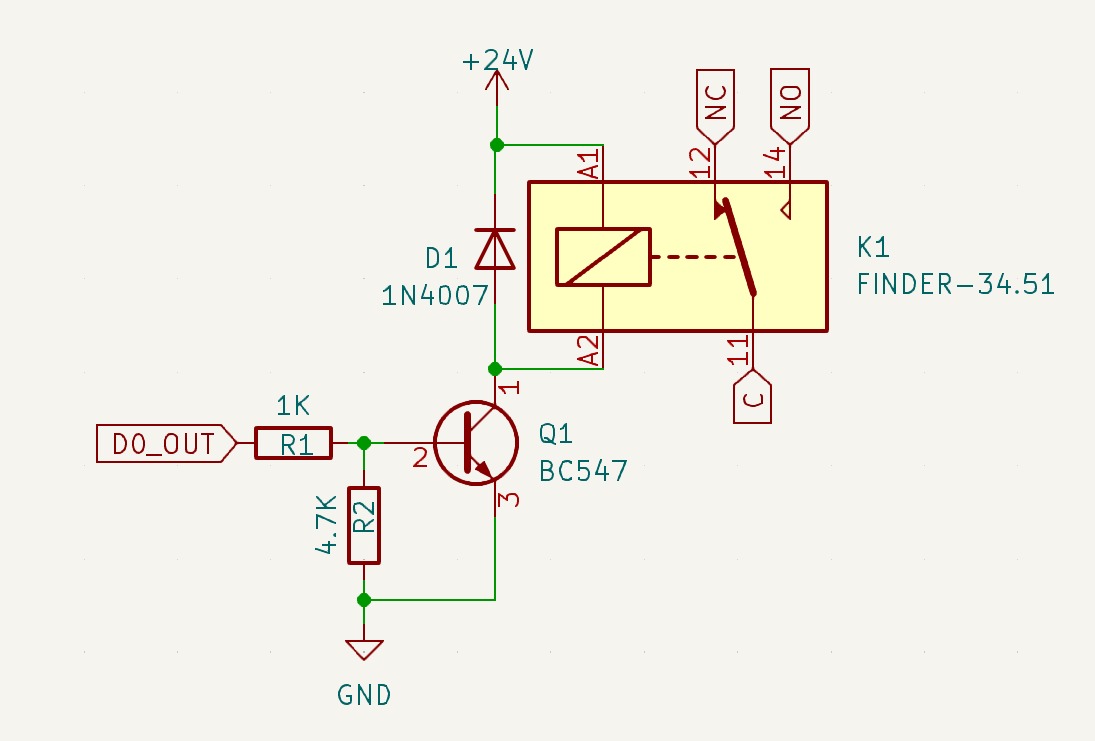 +24V
NC
NO
A1
12
14
D1
1N4007
K1
FINDER-34.51
A2
11
C
1
1K
D0_OUT
R1
2
Q1
BC547
3
4.7K
R2
GND